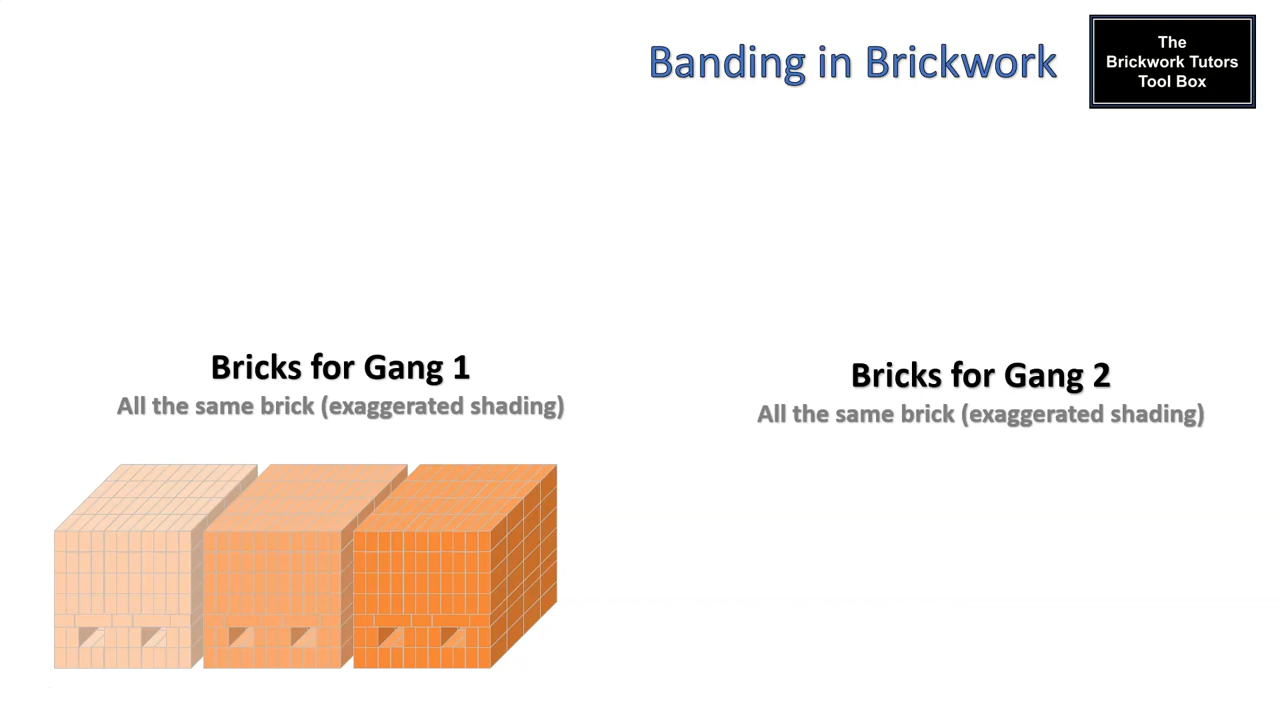 Banding in Brickwork
The
Brickwork Tutors
Tool Box
Bricks for Gang 1
All the same brick (exaggerated shading)
Bricks for Gang 2
All the same brick (exaggerated shading)